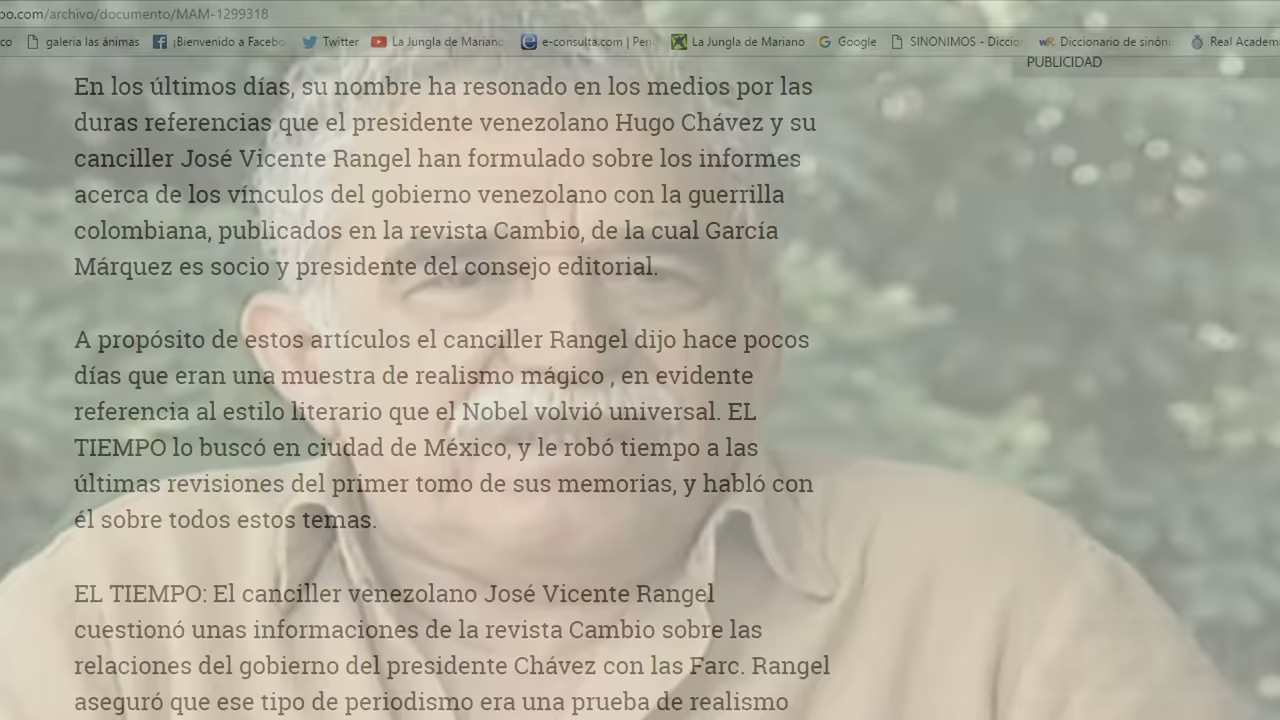 po.com/archivo/documento/MAM-1299318
co galeria las ánimas ¡Bienvenido a Facebo Twitter La Jungla de Mariano e-consulta.com | Peri La Jungla de Mariano Google SINONIMOS - Diccio Diccionario de sinóni Real Academi
PUBLICIDAD
En los últimos días, su nombre ha resonado en los medios por las
duras referencias que el presidente venezolano Hugo Chávez y su
canciller José Vicente Rangel han formulado sobre los informes
acerca de los vínculos del gobierno venezolano con la guerrilla
colombiana, publicados en la revista Cambio, de la cual García
Márquez es socio y presidente del consejo editorial.
A propósito de estos artículos el canciller Rangel dijo hace pocos
días que eran una muestra de realismo mágico , en evidente
referencia al estilo literario que el Nobel volvió universal. EL
TIEMPO lo buscó en ciudad de México, y le robó tiempo a las
últimas revisiones del primer tomo de sus memorias, y habló con
él sobre todos estos temas.
EL TIEMPO: El canciller venezolano José Vicente Rangel
cuestionó unas informaciones de la revista Cambio sobre las
relaciones del gobierno del presidente Chávez con las Farc. Rangel
aseguró que ese tipo de periodismo era una prueba de realismo